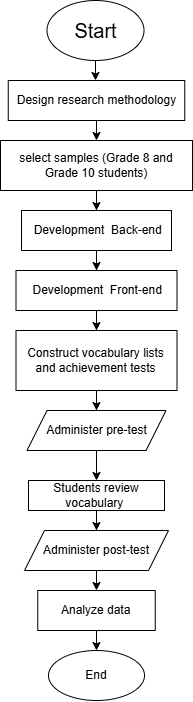 Start
Design research methodology
select samples (Grade 8 and
Grade 10 students)
Development  Back-end
Development  Front-end
Construct vocabulary lists
and achievement tests
Administer pre-test
Students review
vocabulary
Administer post-test
Analyze data
End